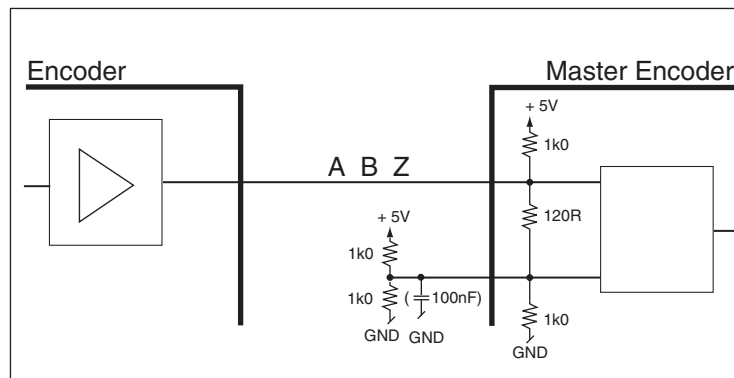 Encoder
Master Encoder
+ 5V
1k0
A B Z
120R
+ 5V
1k0
1k0
( 100nF)
1k0
GND GND
GND